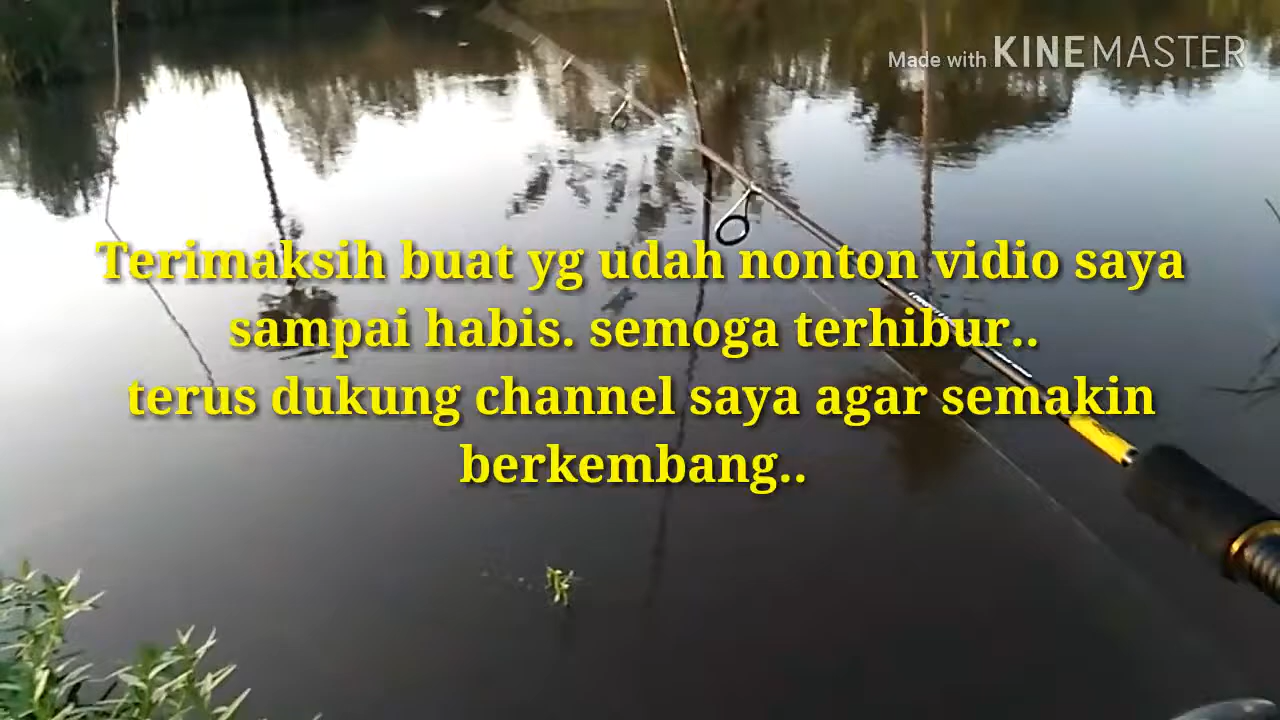 Made with KINEMASTER
Terimaksih buat yg udah nonton vidio saya
sampai habis. semoga terhibur..
terus dukung channel saya agar semakin
berkembang..